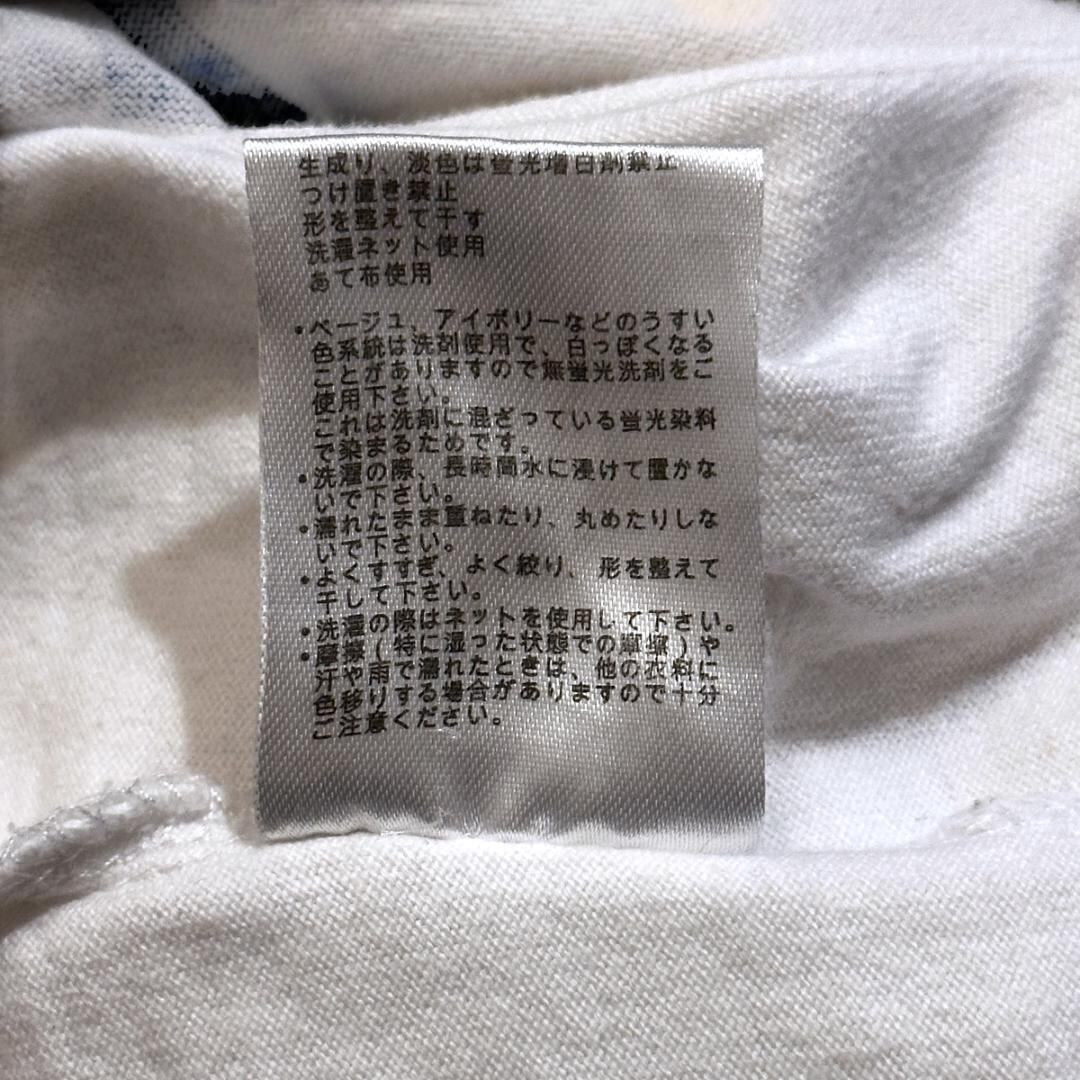 生成り、淡色は蛍光増白剤禁止
つけ置き禁止
形を整えて干す
洗濯ネット使用
あて布使用
・ベージュ、アイボリーなどのうすい
色系統は洗剤使用で、白っぽくなる
ことがありますので無蛍光洗剤をご
使用下さい。
これは洗剤に混ざっている蛍光染料
で染まるためです。
・洗濯の際、長時間水に浸けて置かな
いで下さい。
・濡れたまま重ねたり、丸めたりしな
いで下さい。
・よくすすぎ、よく絞り、形を整えて
干して下さい。
・洗濯の際はネットを使用して下さい。
・摩擦(特に湿った状態での摩擦)や
汗や雨で濡れたときは、他の衣料に
色移りする場合がありますので十分
ご注意ください。